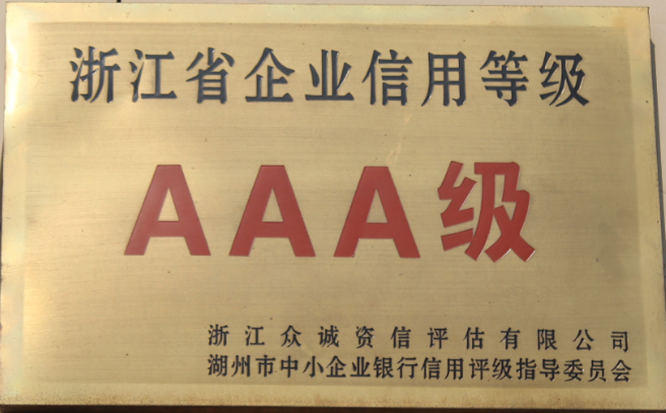 浙江省企业信用等级
AAA级
浙江众诚资信评估有限公司
湖州市中小企业银行信用评级指导委员会